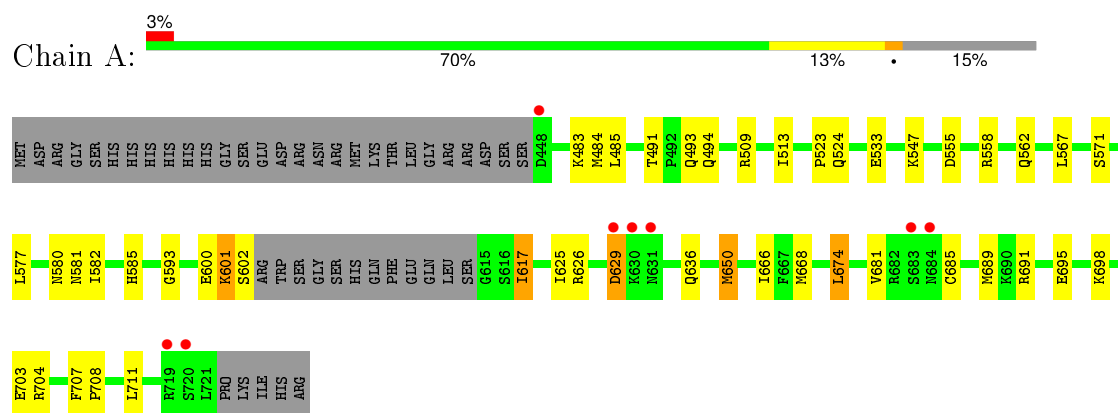 3%
Chain A:
70% 13% • 15%
MET ASP ARG GLY SER HIS HIS HIS HIS HIS HIS GLY SER GLU ASP ARG ASN ARG MET LYS THR LEU GLY ARG ARG ASP SER SER D448 K483 M484 L485 T491 P492 Q493 Q494 R509 I513 P523 Q524 E533 K547 D555 R558 Q562 L567 S571
L577 N580 N581 I582 H585 G593 E600 K601 S602 ARG TRP SER GLY SER HIS GLN PHE GLU GLN LEU SER G615 S616 I617 I625 R626 D629 K630 N631 Q636 M650 I666 F667 M668 L674 V681 R682 S683 N684 C685 M689 K690 R691 E695 K698
E703 R704 F707 P708 L711 R719 S720 L721 PRO LYS ILE HIS ARG